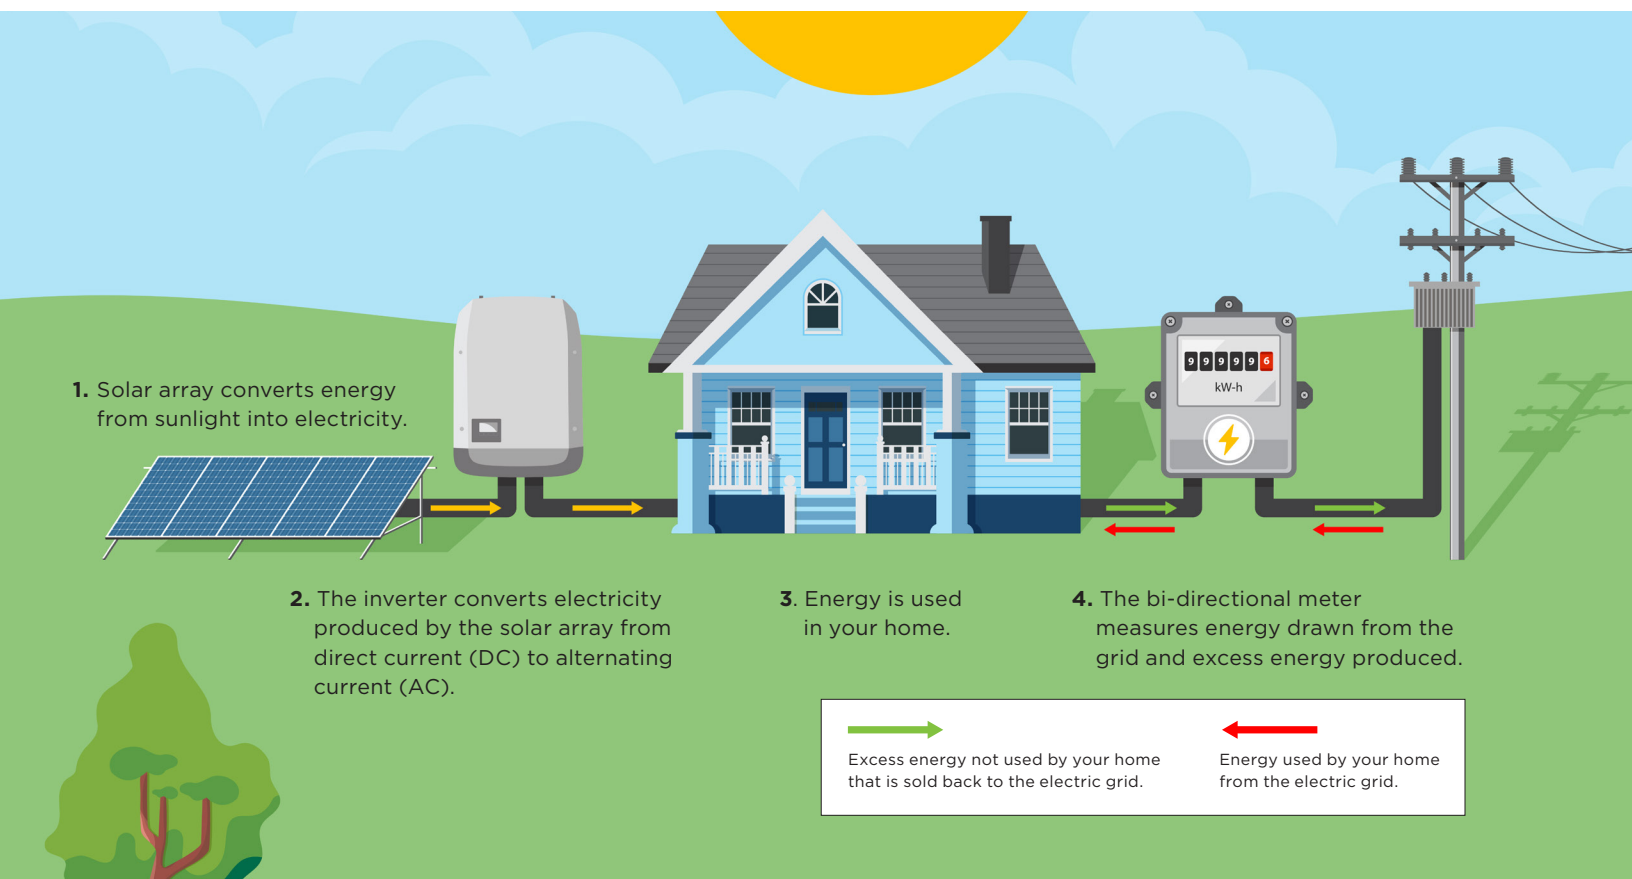 1. Solar array converts energy
from sunlight into electricity.
999996
kW-h
2. The inverter converts electricity
produced by the solar array from
direct current (DC) to alternating
current (AC).
3. Energy is used
in your home.
4. The bi-directional meter
measures energy drawn from the
grid and excess energy produced.
Excess energy not used by your home
that is sold back to the electric grid.
Energy used by your home
from the electric grid.